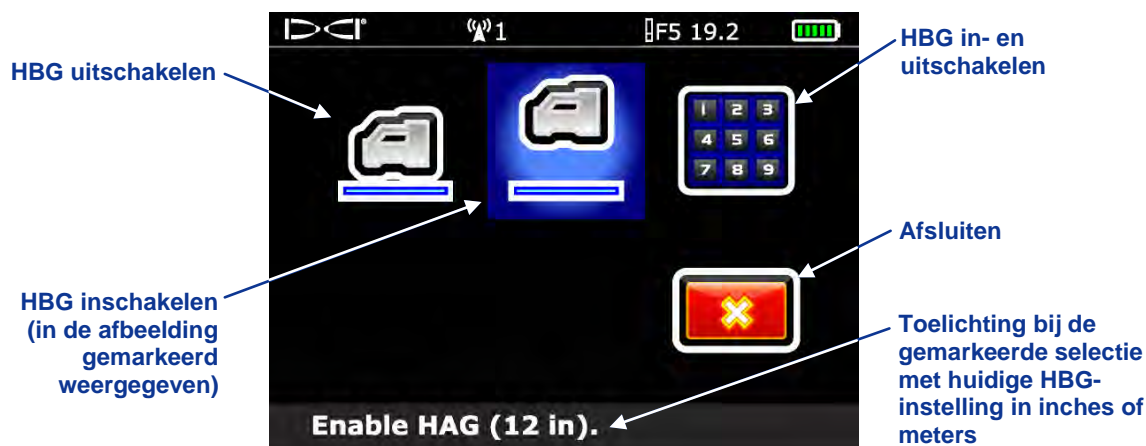 1
F5 19.2
HBG uitschakelen
HBG in- en
uitschakelen
1 2 3
4 5 6
7 8 9
Afsluiten
HBG inschakelen
(in de afbeelding
gemarkeerd
weergegeven)
Toelichting bij de
gemarkeerde selectie
met huidige HBG-
instelling in inches of
meters
Enable HAG (12 in).